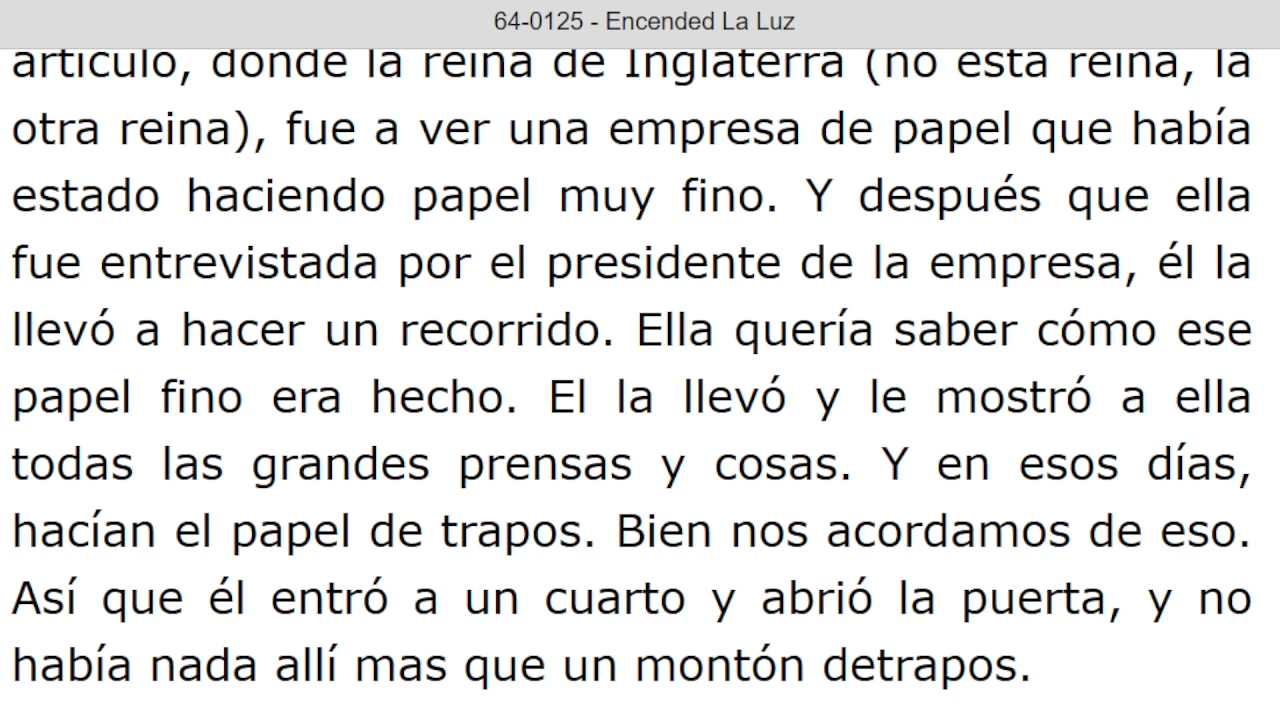 64-0125 - Encended La Luz
artículo, donde la reina de Inglaterra (no esta reina, la
otra reina), fue a ver una empresa de papel que había
estado haciendo papel muy fino. Y después que ella
fue entrevistada por el presidente de la empresa, él la
llevó a hacer un recorrido. Ella quería saber cómo ese
papel fino era hecho. El la llevó y le mostró a ella
todas las grandes prensas y cosas. Y en esos días,
hacían el papel de trapos. Bien nos acordamos de eso.
Así que él entró a un cuarto y abrió la puerta, y no
había nada allí mas que un montón detrapos.